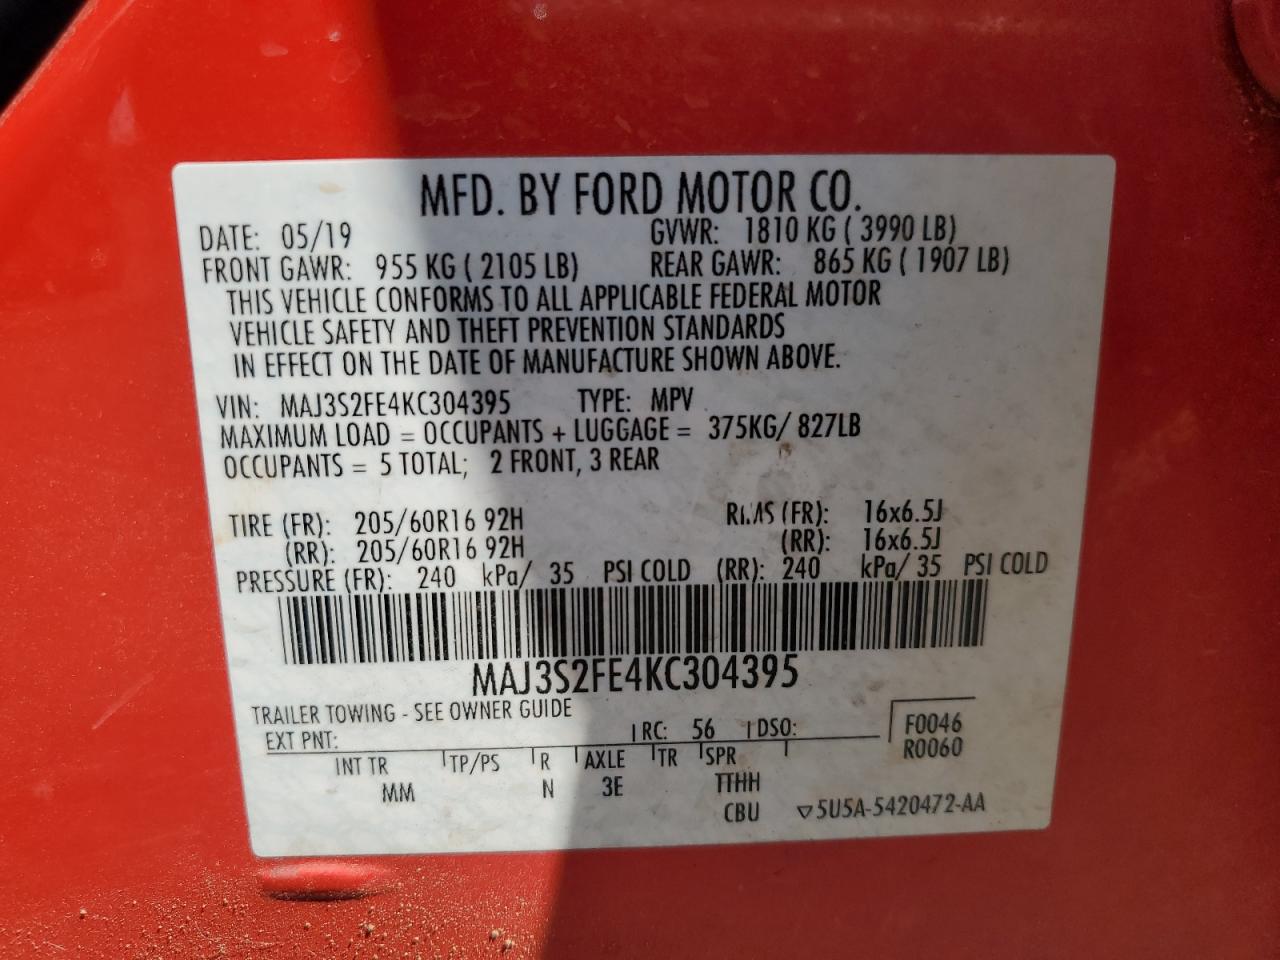 MFD. BY FORD MOTOR CO.
DATE: 05/19 GVWR: 1810 KG ( 3990 LB)
FRONT GAWR: 955 KG ( 2105 LB) REAR GAWR: 865 KG ( 1907 LB)
THIS VEHICLE CONFORMS TO ALL APPLICABLE FEDERAL MOTOR
VEHICLE SAFETY AND THEFT PREVENTION STANDARDS
IN EFFECT ON THE DATE OF MANUFACTURE SHOWN ABOVE.
VIN: MAJ3S2FE4KC304395 TYPE: MPV
MAXIMUM LOAD = OCCUPANTS + LUGGAGE = 375KG/ 827LB
OCCUPANTS = 5 TOTAL; 2 FRONT, 3 REAR
TIRE (FR): 205/60R16 92H RIMS (FR): 16x6.5J
(RR): 205/60R16 92H (RR): 16x6.5J
PRESSURE (FR): 240 kPa/ 35 PSI COLD (RR): 240 kPa/ 35 PSI COLD
MAJ3S2FE4KC304395
TRAILER TOWING - SEE OWNER GUIDE
EXT PNT: RC: 56 DSO: F0046
R0060
INT TR TP/PS R AXLE TR SPR
MM N 3E TTHH
CBU ▽5U5A-5420472-AA